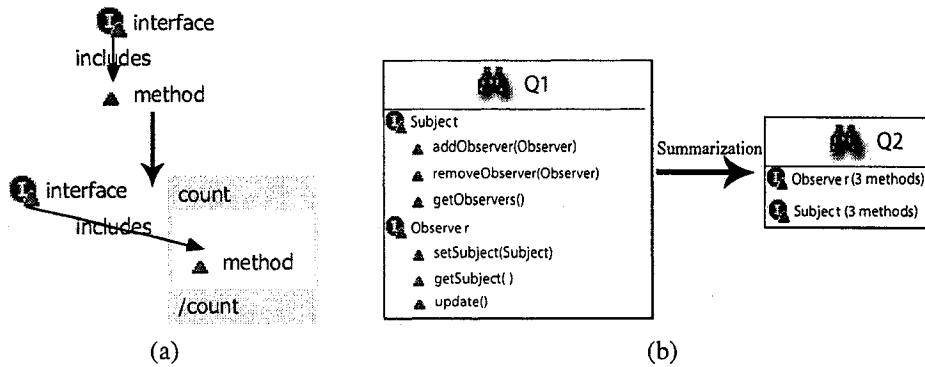 interface
includes
method
interface
count
includes
method
/count
(a)
Q1
Subject
addObserver(Observer)
removeObserver(Observer)
getObservers()
Observer
setSubject(Subject)
getSubject( )
update()
Summarization
Q2
Observer (3 methods)
Subject (3 methods)
(b)